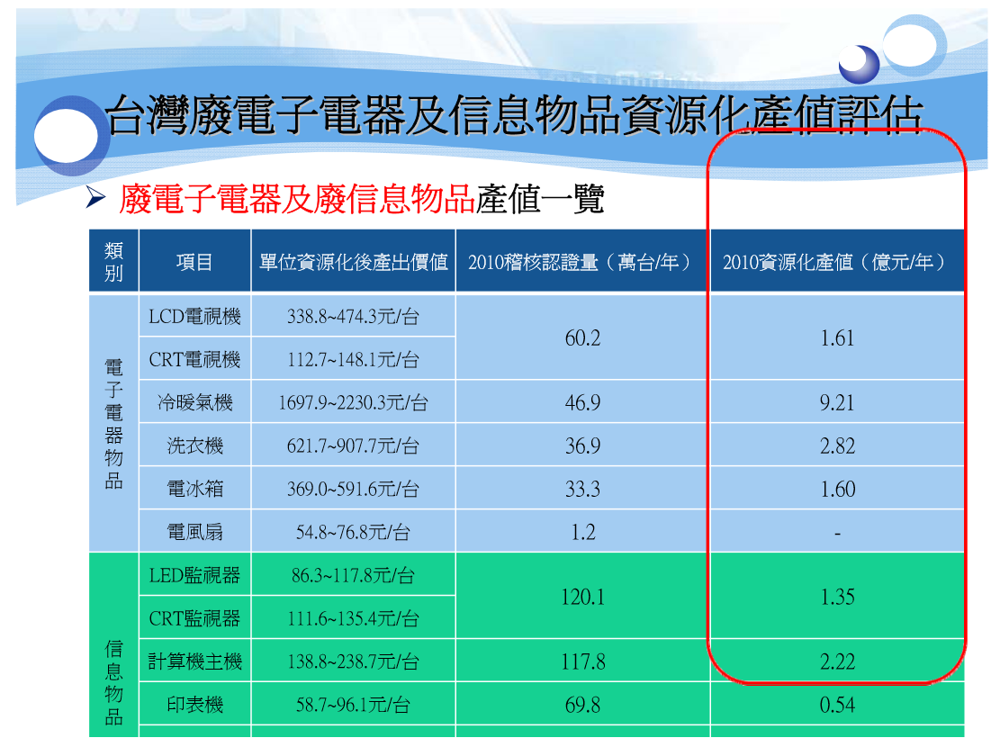 台灣廢電子電器及信息物品資源化產值評估
➢ 廢電子電器及廢信息物品產值一覽
類別 項目 單位資源化後產出價值 2010稽核認證量（萬台/年） 2010資源化產值（億元/年）
電子電器物品
LCD電視機 338.8~474.3元/台 60.2 1.61
CRT電視機 112.7~148.1元/台
冷暖氣機 1697.9~2230.3元/台 46.9 9.21
洗衣機 621.7~907.7元/台 36.9 2.82
電冰箱 369.0~591.6元/台 33.3 1.60
電風扇 54.8~76.8元/台 1.2 -
信息物品
LED監視器 86.3~117.8元/台 120.1 1.35
CRT監視器 111.6~135.4元/台
計算機主機 138.8~238.7元/台 117.8 2.22
印表機 58.7~96.1元/台 69.8 0.54